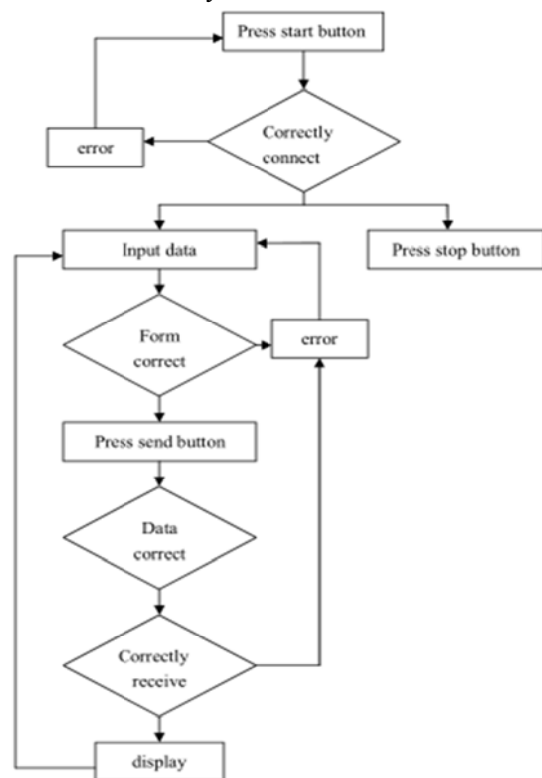 Press start button
Correctly
connect
error
Input data
Press stop button
Form
correct
error
Press send button
Data
correct
Correctly
receive
display